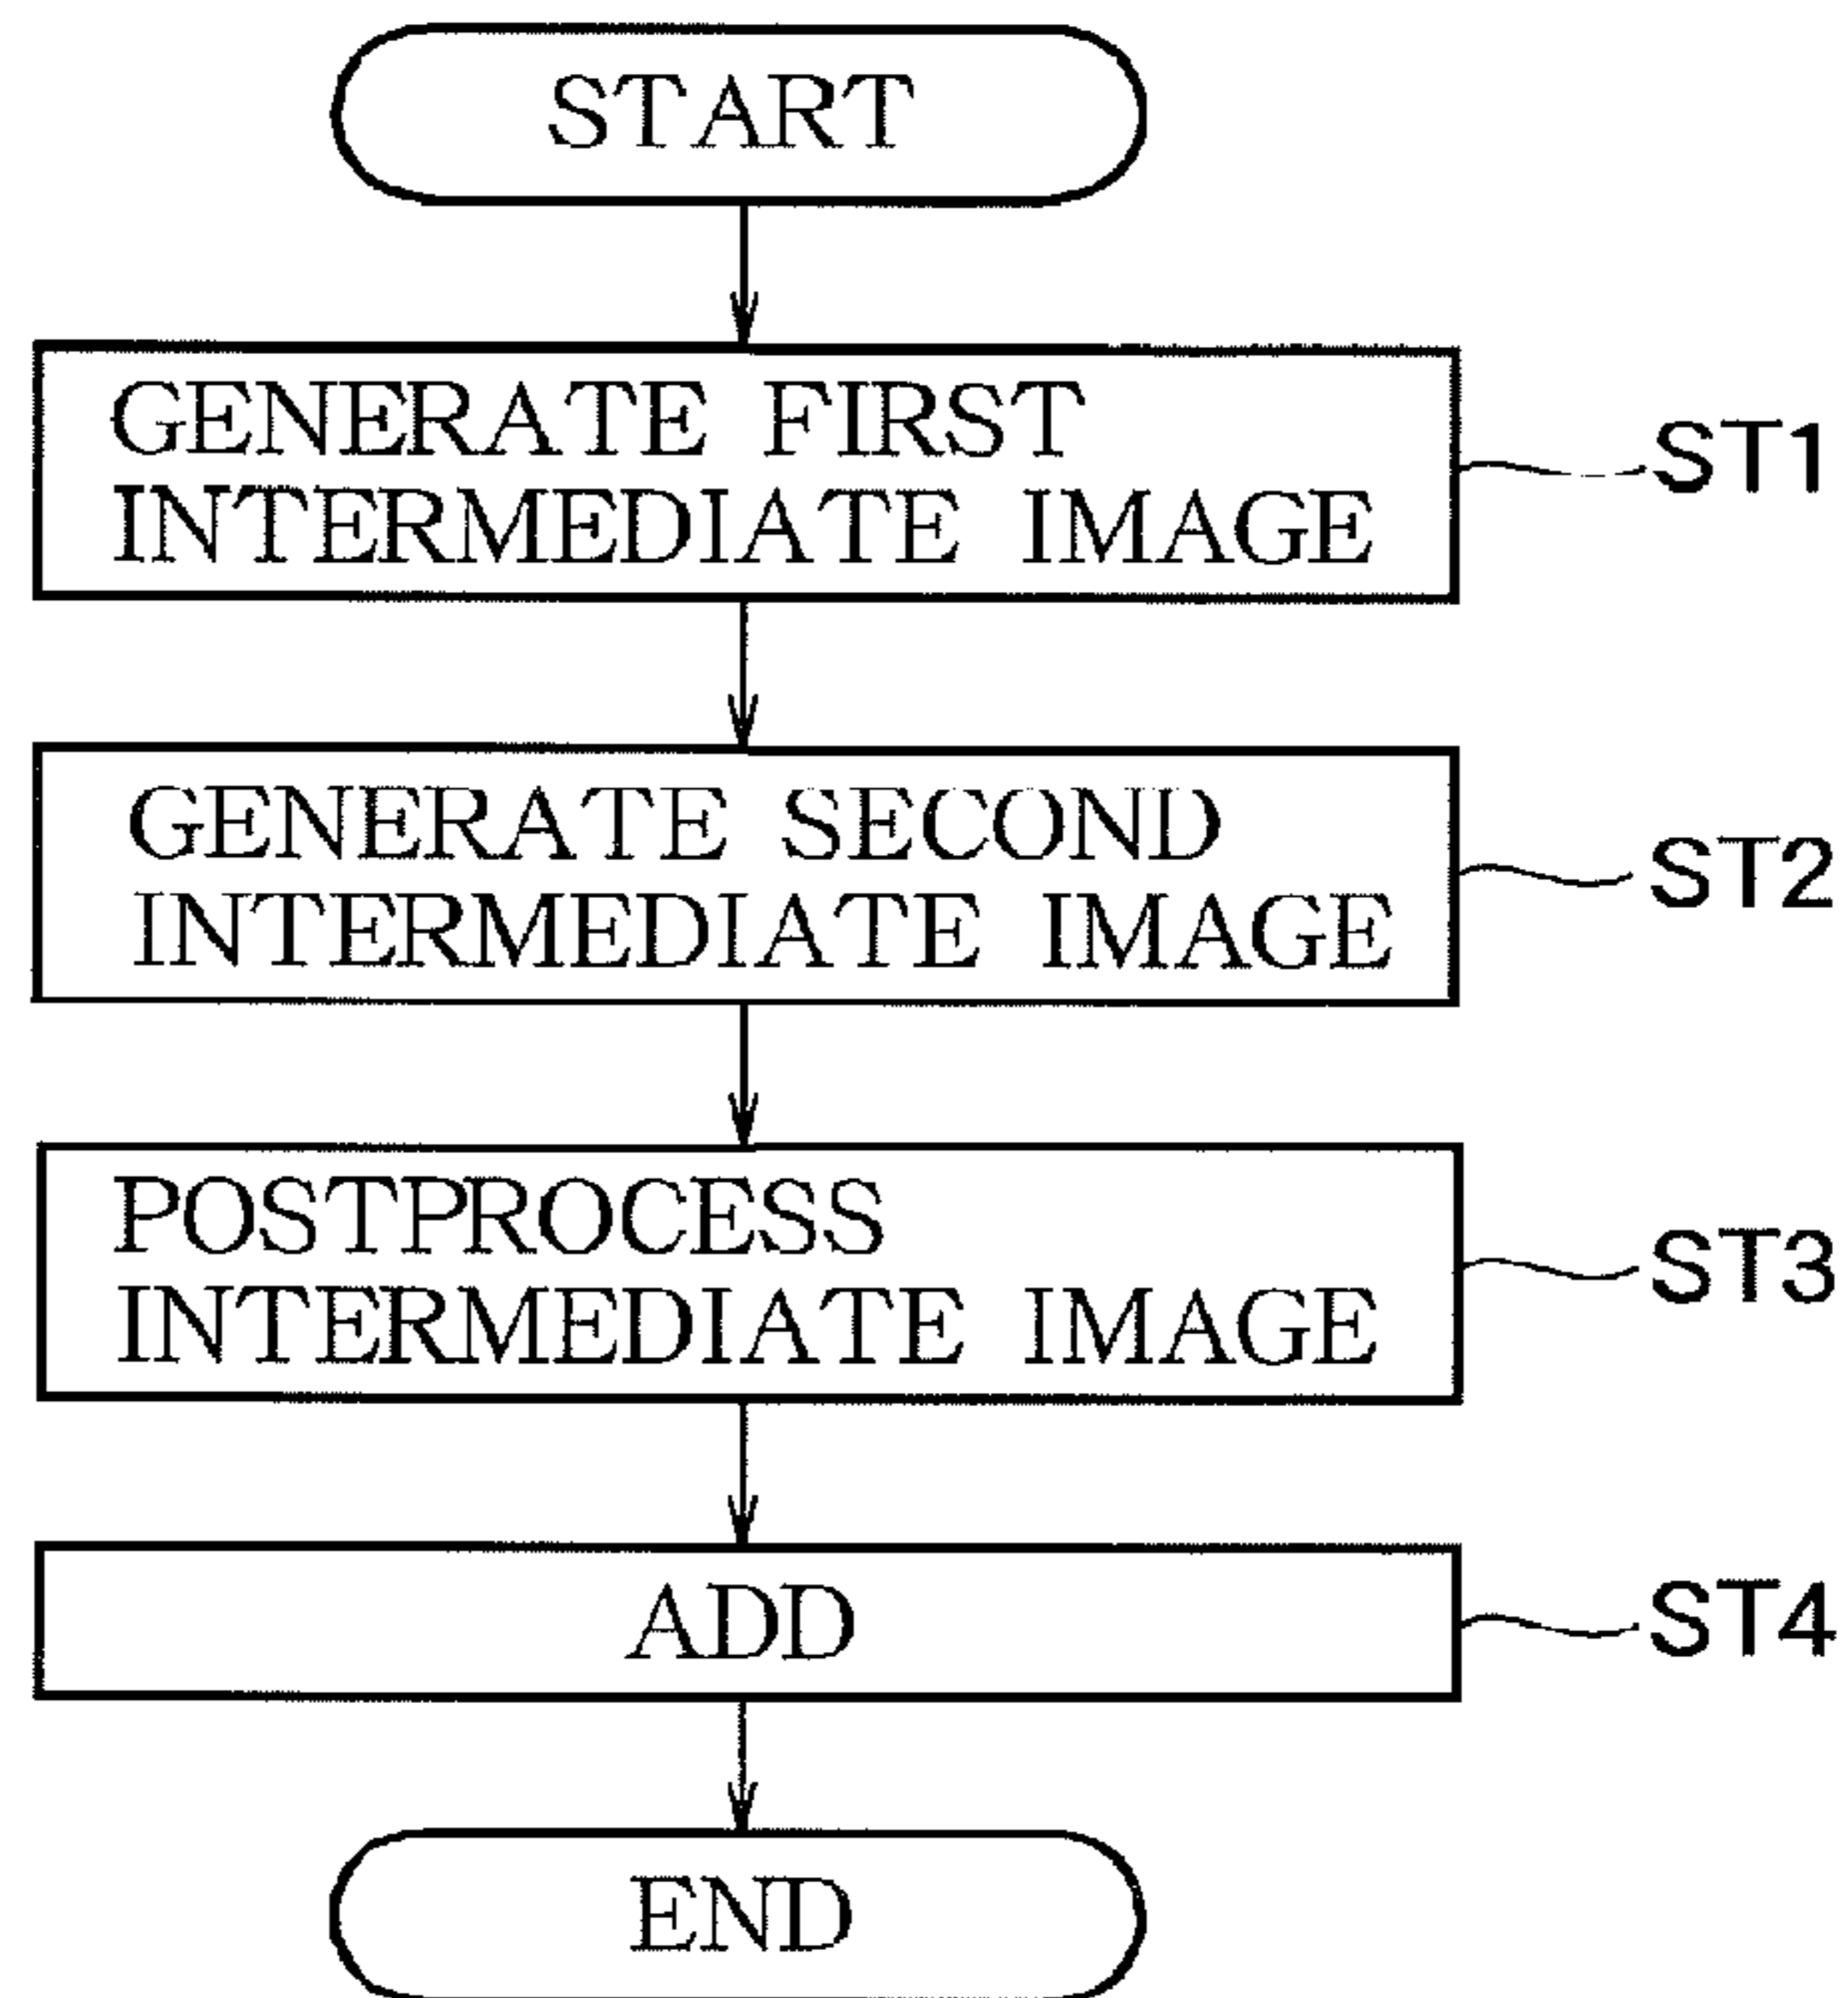 START
GENERATE FIRST
INTERMEDIATE IMAGE
ST1
GENERATE SECOND
INTERMEDIATE IMAGE
ST2
POSTPROCESS
INTERMEDIATE IMAGE
ST3
ADD
ST4
END